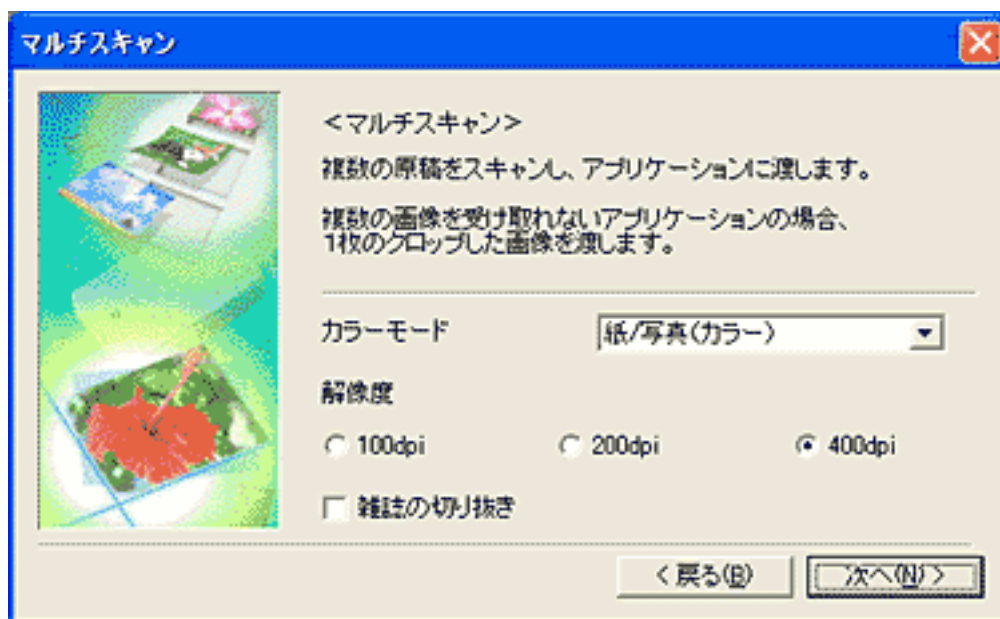 マルチスキャン
<マルチスキャン>
複数の原稿をスキャンし、アプリケーションに渡します。
複数の画像を受け取れないアプリケーションの場合、
1枚のクロップした画像を渡します。
カラーモード
紙/写真(カラー)
解像度
100dpi
200dpi
400dpi
雑誌の切り抜き
< 戻る(B)
次へ(N) >